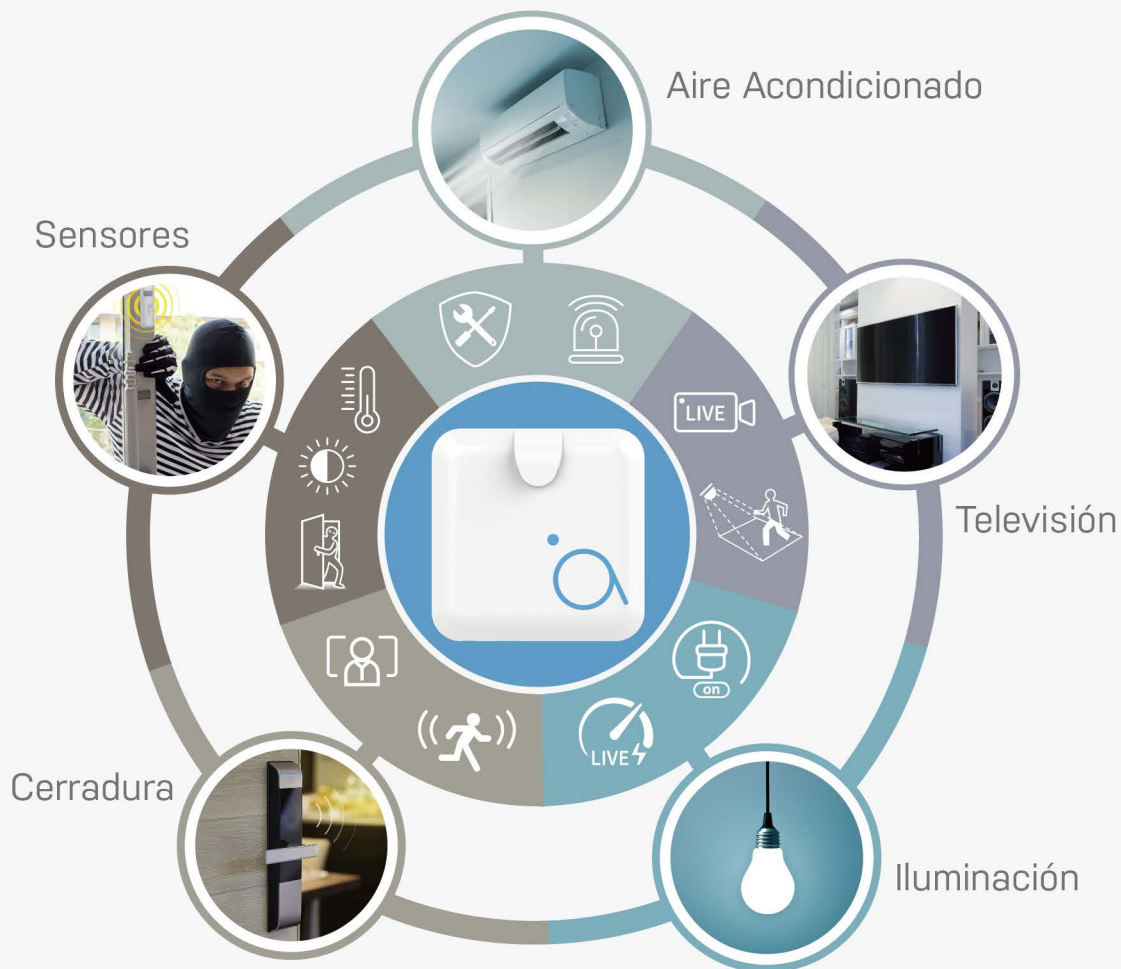 Aire Acondicionado
Sensores
LIVE
Televisión
on
LIVE
Cerradura
Iluminación